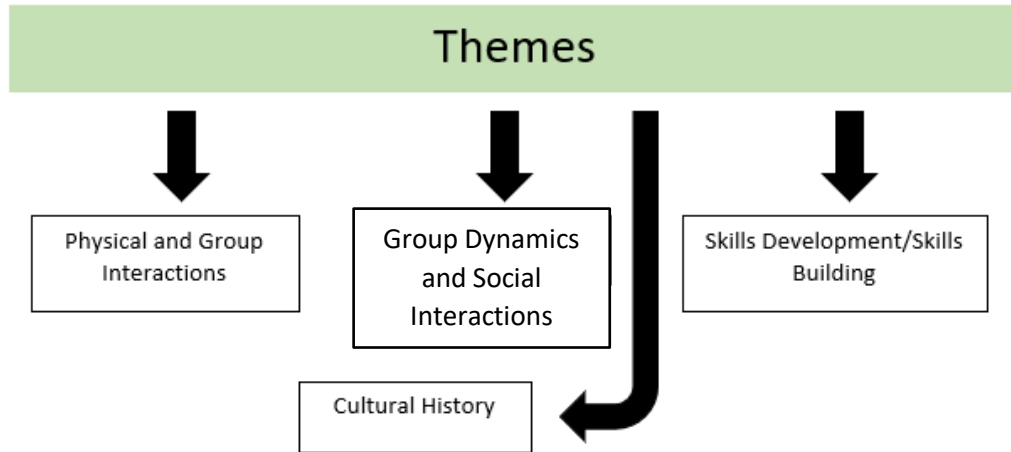 Themes
Physical and Group
Interactions
Group Dynamics
and Social
Interactions
Skills Development/Skills
Building
Cultural History